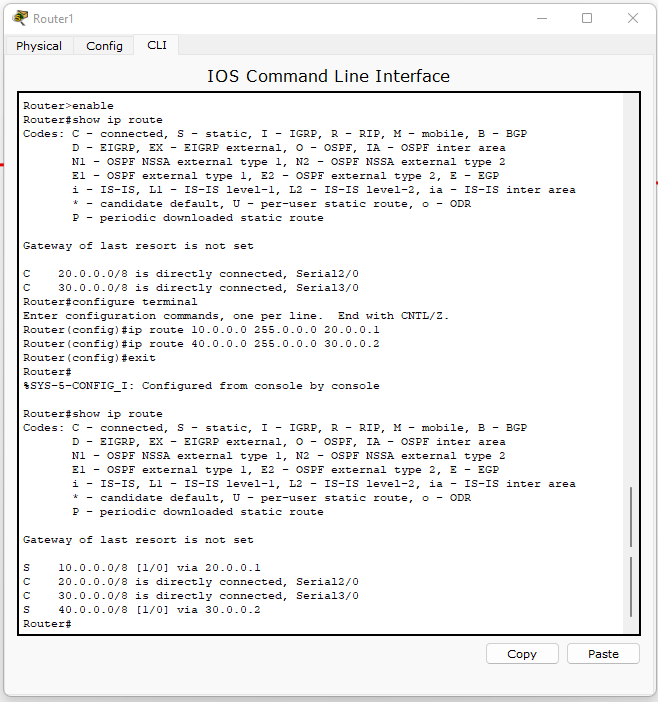 Router1
Physical Config CLI
IOS Command Line Interface
Router>enable
Router#show ip route
Codes: C - connected, S - static, I - IGRP, R - RIP, M - mobile, B - BGP
       D - EIGRP, EX - EIGRP external, O - OSPF, IA - OSPF inter area
       N1 - OSPF NSSA external type 1, N2 - OSPF NSSA external type 2
       E1 - OSPF external type 1, E2 - OSPF external type 2, E - EGP
       i - IS-IS, L1 - IS-IS level-1, L2 - IS-IS level-2, ia - IS-IS inter area
       * - candidate default, U - per-user static route, o - ODR
       P - periodic downloaded static route
Gateway of last resort is not set
C    20.0.0.0/8 is directly connected, Serial2/0
C    30.0.0.0/8 is directly connected, Serial3/0
Router#configure terminal
Enter configuration commands, one per line.  End with CNTL/Z.
Router(config)#ip route 10.0.0.0 255.0.0.0 20.0.0.1
Router(config)#ip route 40.0.0.0 255.0.0.0 30.0.0.2
Router(config)#exit
Router#
%SYS-5-CONFIG_I: Configured from console by console
Router#show ip route
Codes: C - connected, S - static, I - IGRP, R - RIP, M - mobile, B - BGP
       D - EIGRP, EX - EIGRP external, O - OSPF, IA - OSPF inter area
       N1 - OSPF NSSA external type 1, N2 - OSPF NSSA external type 2
       E1 - OSPF external type 1, E2 - OSPF external type 2, E - EGP
       i - IS-IS, L1 - IS-IS level-1, L2 - IS-IS level-2, ia - IS-IS inter area
       * - candidate default, U - per-user static route, o - ODR
       P - periodic downloaded static route
Gateway of last resort is not set
S    10.0.0.0/8 [1/0] via 20.0.0.1
C    20.0.0.0/8 is directly connected, Serial2/0
C    30.0.0.0/8 is directly connected, Serial3/0
S    40.0.0.0/8 [1/0] via 30.0.0.2
Router#
Copy Paste